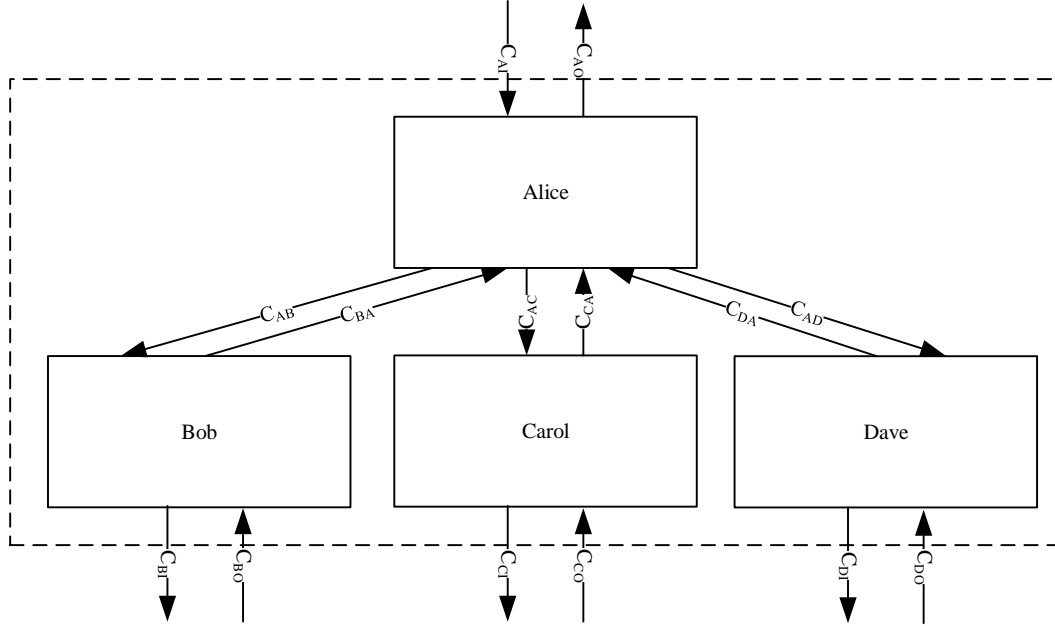 C_AI
C_AO
Alice
C_AB
C_BA
C_AC
C_CA
C_DA
C_AD
Bob
Carol
Dave
C_BI
C_BO
C_CI
C_CO
C_DI
C_DO